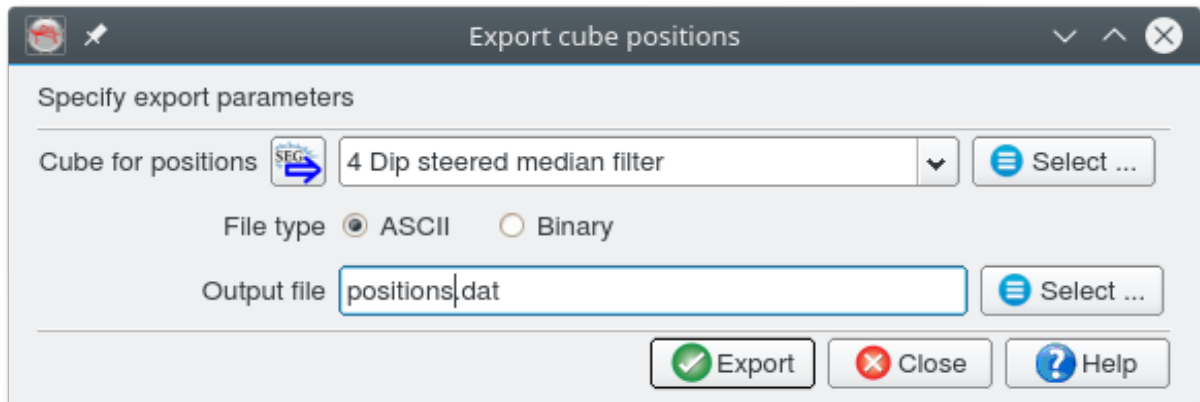 Export cube positions
Specify export parameters
Cube for positions SEG 4 Dip steered median filter Select ...
File type ASCII Binary
Output file positions.dat Select ...
Export Close ? Help